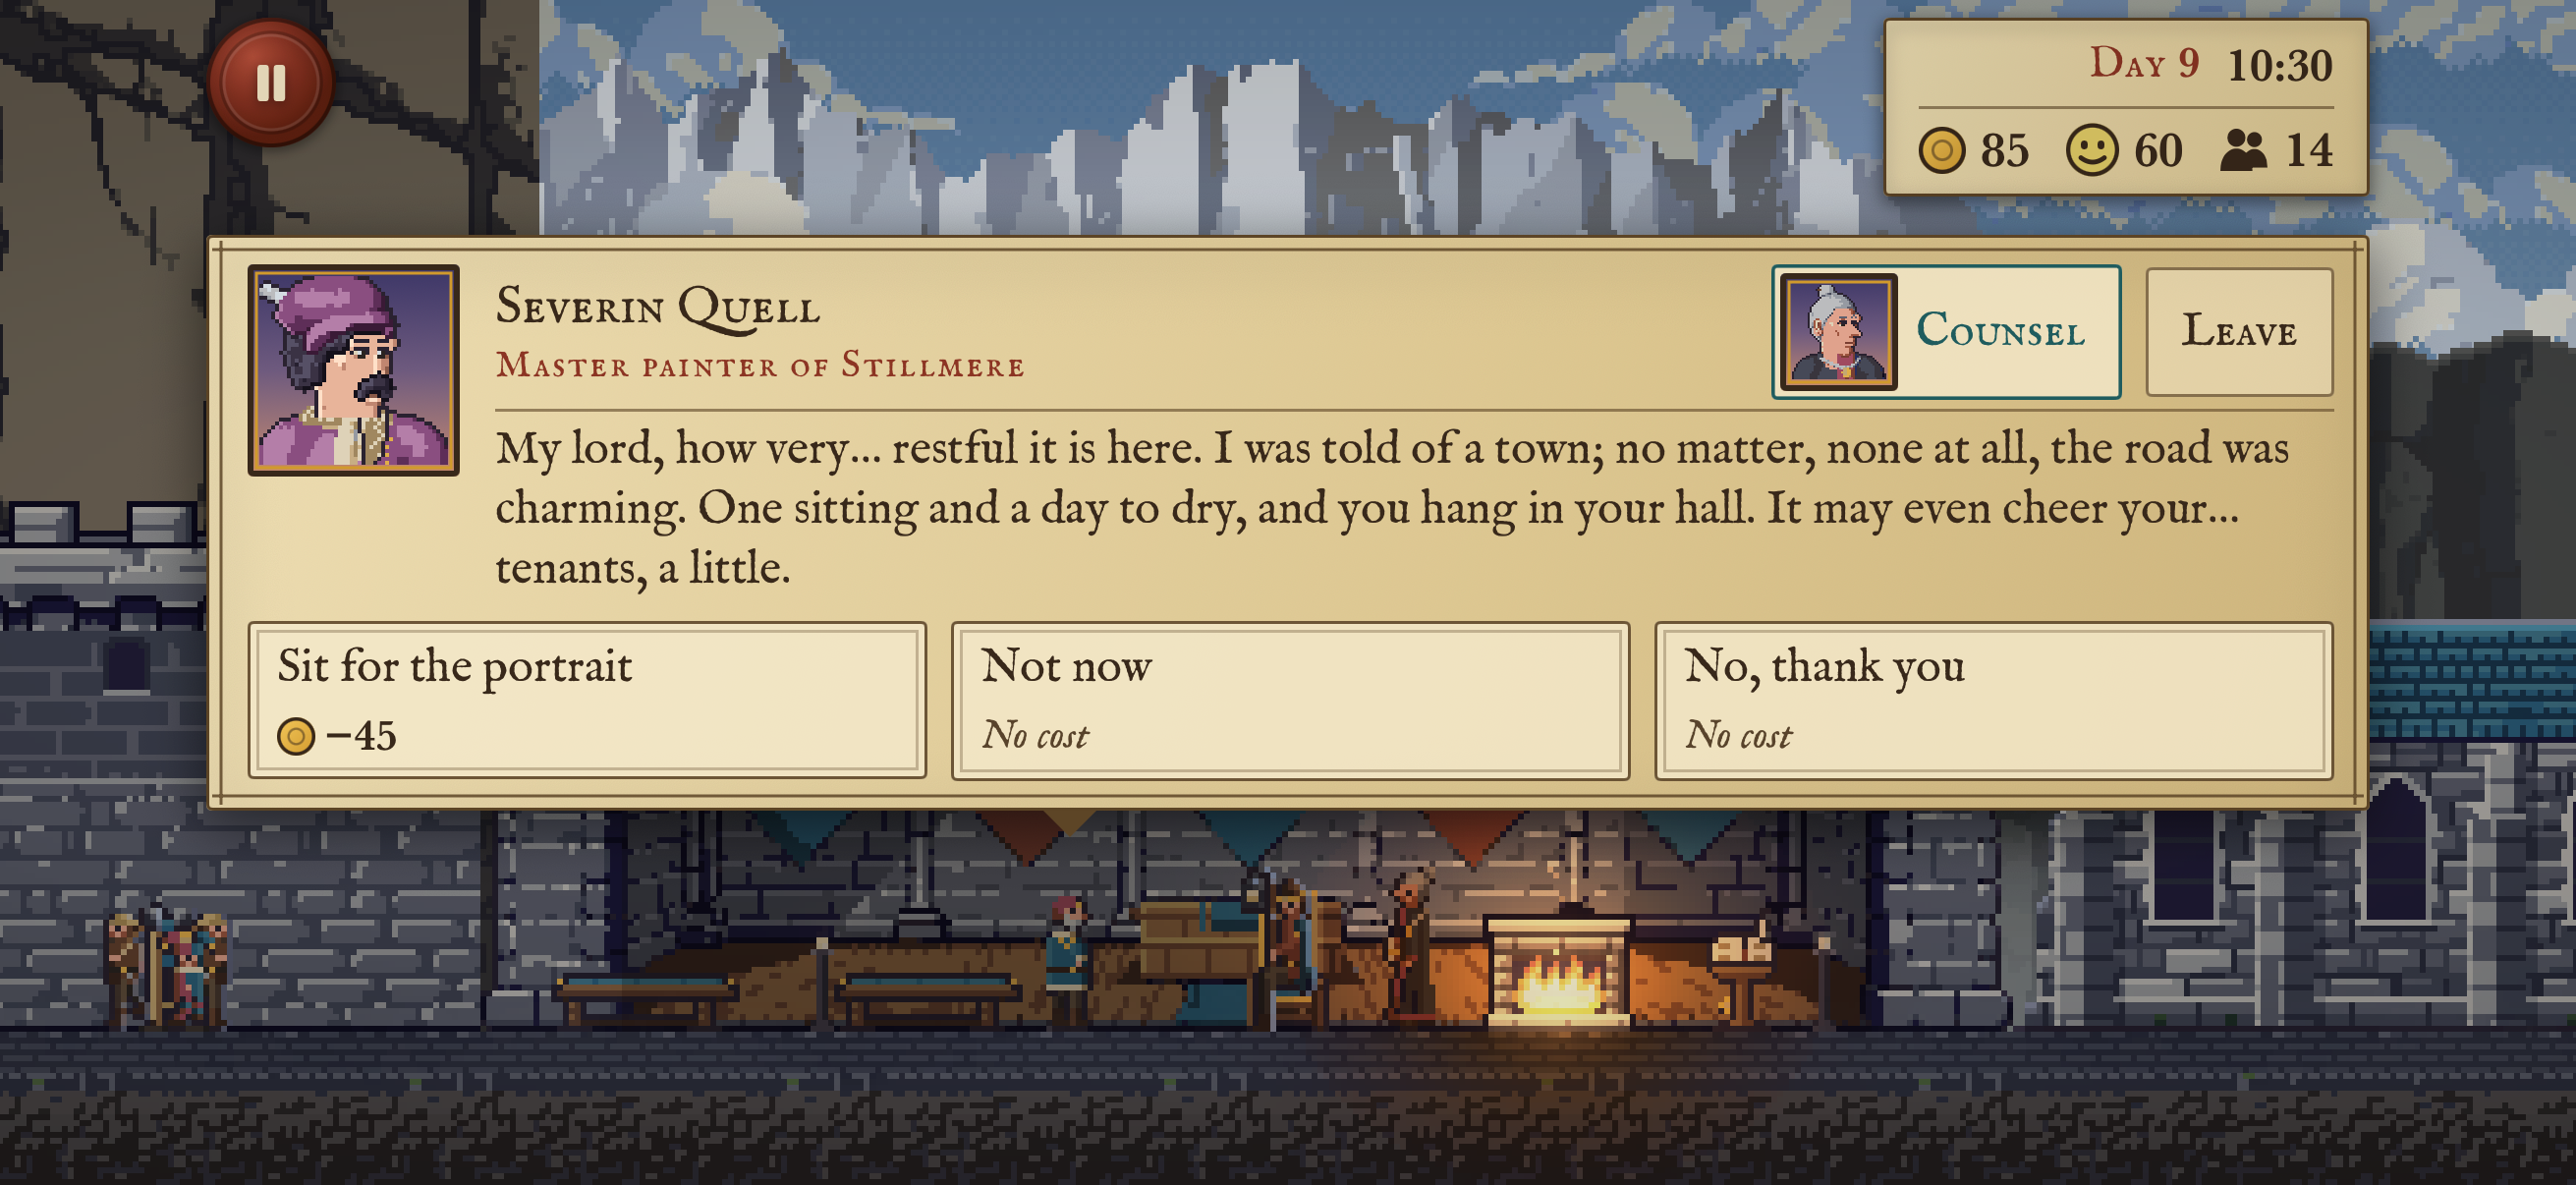 Day 9 10:30
85 60 14
Severin Quell
Master painter of Stillmere
Counsel
Leave
My lord, how very... restful it is here. I was told of a town; no matter, none at all, the road was
charming. One sitting and a day to dry, and you hang in your hall. It may even cheer your...
tenants, a little.
Sit for the portrait
−45
Not now
No cost
No, thank you
No cost